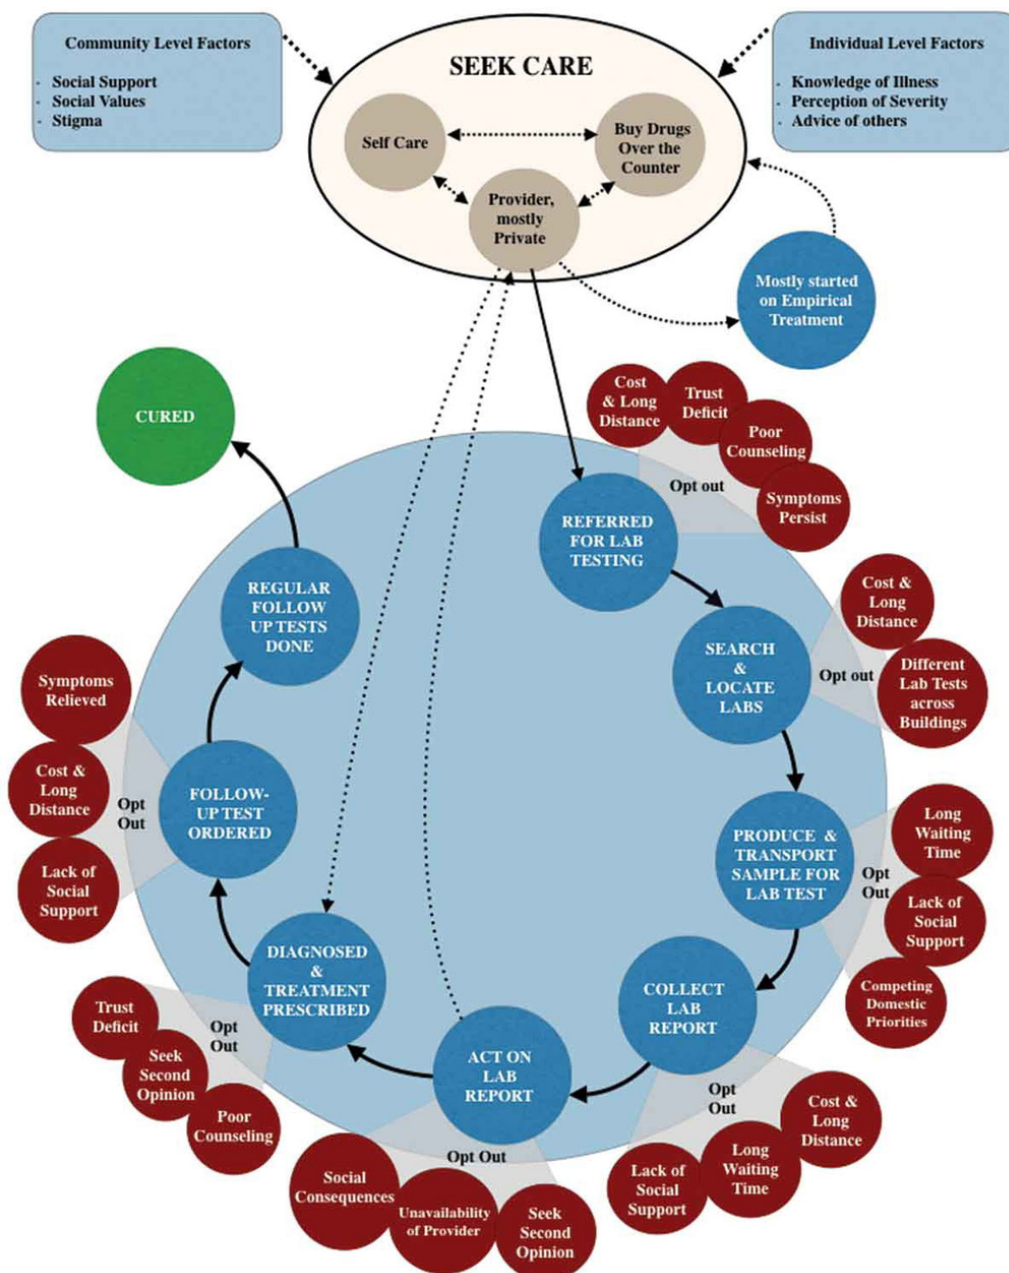 Community Level Factors
- Social Support
- Social Values
- Stigma
SEEK CARE
Self Care
Buy Drugs
Over the
Counter
Provider,
mostly
Private
Individual Level Factors
- Knowledge of Illness
- Perception of Severity
- Advice of others
Mostly started
on Empirical
Treatment
CURED
Cost
& Long
Distance
Trust
Deficit
Poor
Counseling
Symptoms
Persist
Opt out
REFERRED
FOR LAB
TESTING
Cost &
Long
Distance
Different
Lab Tests
across
Buildings
Opt out
SEARCH
&
LOCATE
LABS
Long
Waiting
Time
Lack of
Social
Support
Competing
Domestic
Priorities
Opt
Out
PRODUCE &
TRANSPORT
SAMPLE FOR
LAB TEST
COLLECT
LAB
REPORT
Opt
Out
Cost &
Long
Distance
Long
Waiting
Time
Lack of
Social
Support
ACT ON
LAB
REPORT
Opt Out
Seek
Second
Opinion
Unavailability
of Provider
Social
Consequences
DIAGNOSED
&
TREATMENT
PRESCRIBED
Opt
Out
Trust
Deficit
Seek
Second
Opinion
Poor
Counseling
FOLLOW-
UP TEST
ORDERED
Opt
Out
Symptoms
Relieved
Cost &
Long
Distance
Lack of
Social
Support
REGULAR
FOLLOW
UP TESTS
DONE